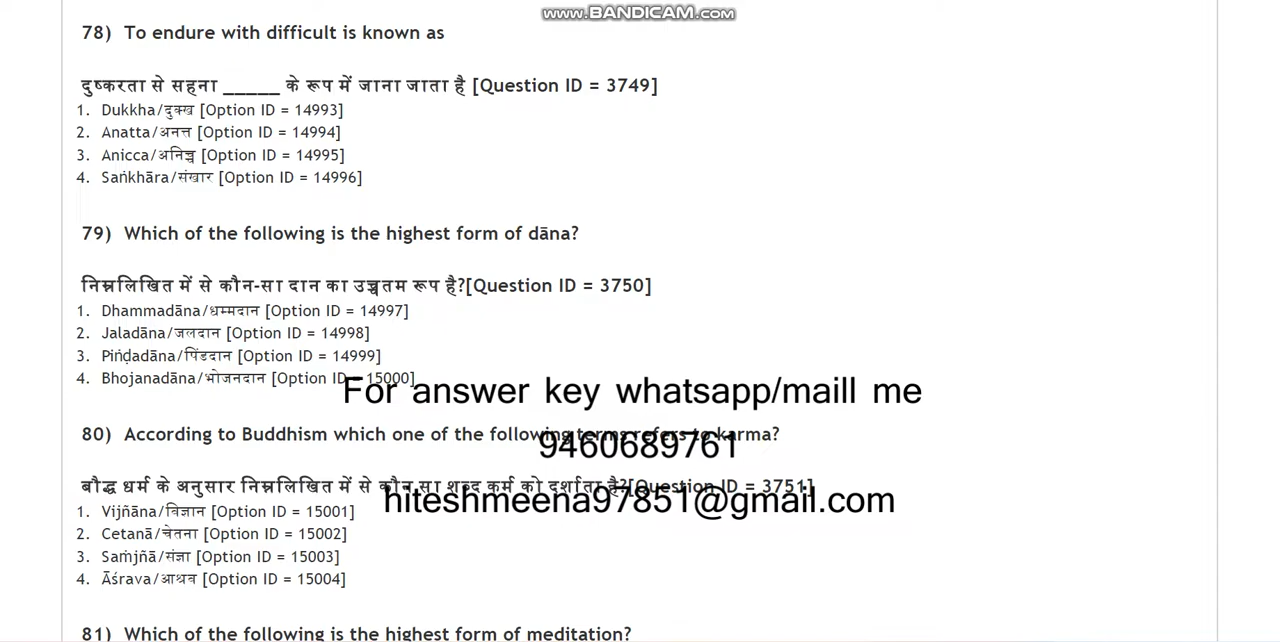 www.BANDICAM.com
78) To endure with difficult is known as
दुष्करता से सहना _____ के रूप में जाना जाता है [Question ID = 3749]
1. Dukkha/दुक्ख [Option ID = 14993]
2. Anatta/अनत्त [Option ID = 14994]
3. Anicca/अनिच्च [Option ID = 14995]
4. Saṅkhāra/संखार [Option ID = 14996]
79) Which of the following is the highest form of dāna?
निम्नलिखित में से कौन-सा दान का उच्चतम रूप है?[Question ID = 3750]
1. Dhammadāna/धम्मदान [Option ID = 14997]
2. Jaladāna/जलदान [Option ID = 14998]
3. Piṅḍadāna/पिंडदान [Option ID = 14999]
4. Bhojanadāna/भोजनदान [Option ID = 15000]
For answer key whatsapp/maill me
80) According to Buddhism which one of the following terms refers to karma?
9460689761
बौद्ध धर्म के अनुसार निम्नलिखित में से कौन सा शब्द कर्म को दर्शाता है?[Question ID = 3751]
hiteshmeena97851@gmail.com
1. Vijñāna/विज्ञान [Option ID = 15001]
2. Cetanā/चेतना [Option ID = 15002]
3. Saṁjñā/संज्ञा [Option ID = 15003]
4. Āśrava/आश्रव [Option ID = 15004]
81) Which of the following is the highest form of meditation?